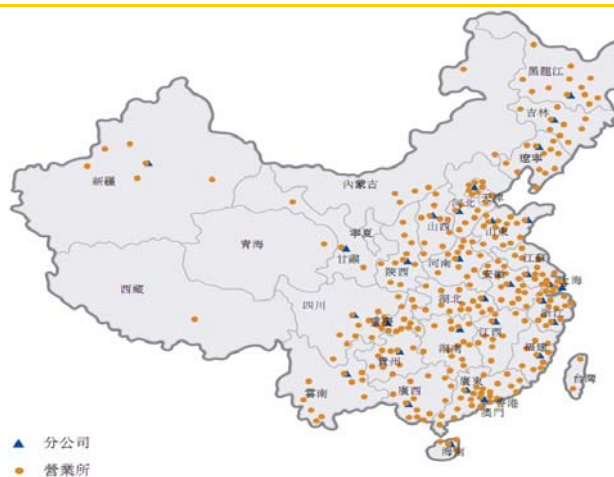 黑龍江
吉林
遼寧
新疆
內蒙古
天津
河北
寧夏
山西
山東
青海
甘肅
陝西
河南
江蘇
安徽
上海
西藏
四川
湖北
重慶
浙江
江西
湖南
貴州
福建
雲南
廣西
廣東
台灣
香港
澳門
海南
分公司
營業所